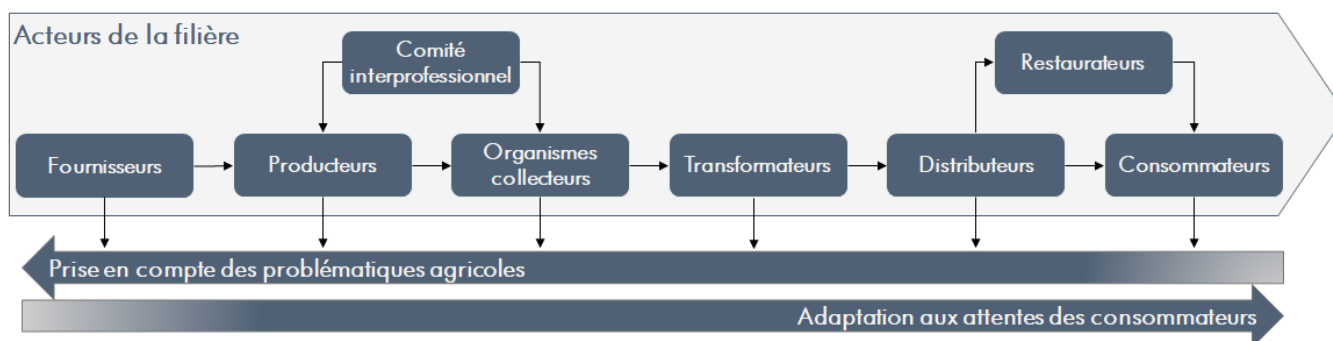 Acteurs de la filière
Comité
interprofessionnel
Restaurateurs
Fournisseurs
Producteurs
Organismes
collecteurs
Transformateurs
Distributeurs
Consommateurs
Prise en compte des problématiques agricoles
Adaptation aux attentes des consommateurs